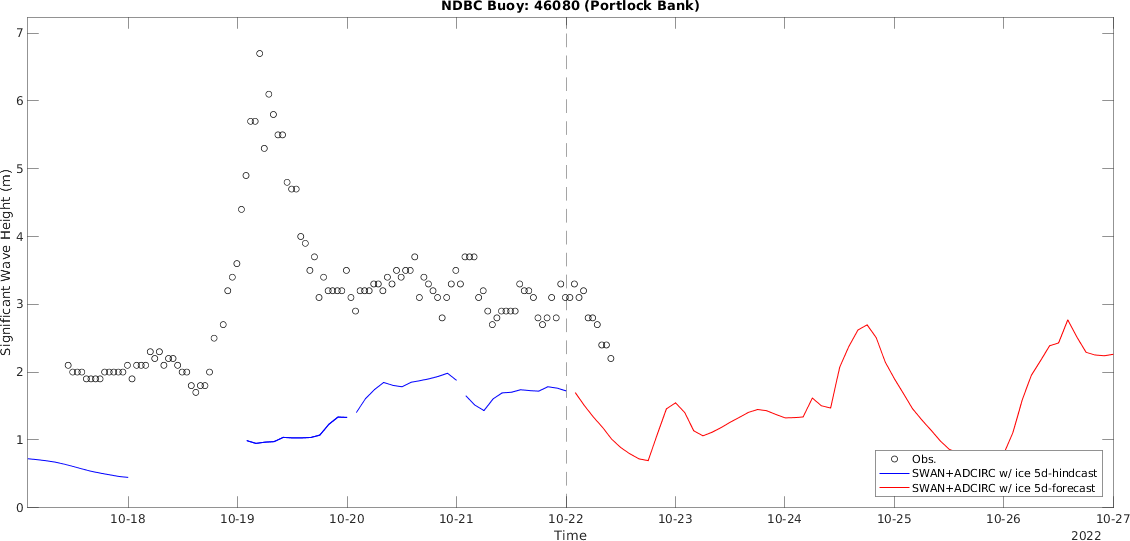 NDBC Buoy: 46080 (Portlock Bank)
7
6
5
4
3
2
1
0
Significant Wave Height (m)
Obs.
SWAN+ADCIRC w/ ice 5d-hindcast
SWAN+ADCIRC w/ ice 5d-forecast
10-18 10-19 10-20 10-21 10-22 10-23 10-24 10-25 10-26 10-27
Time
2022